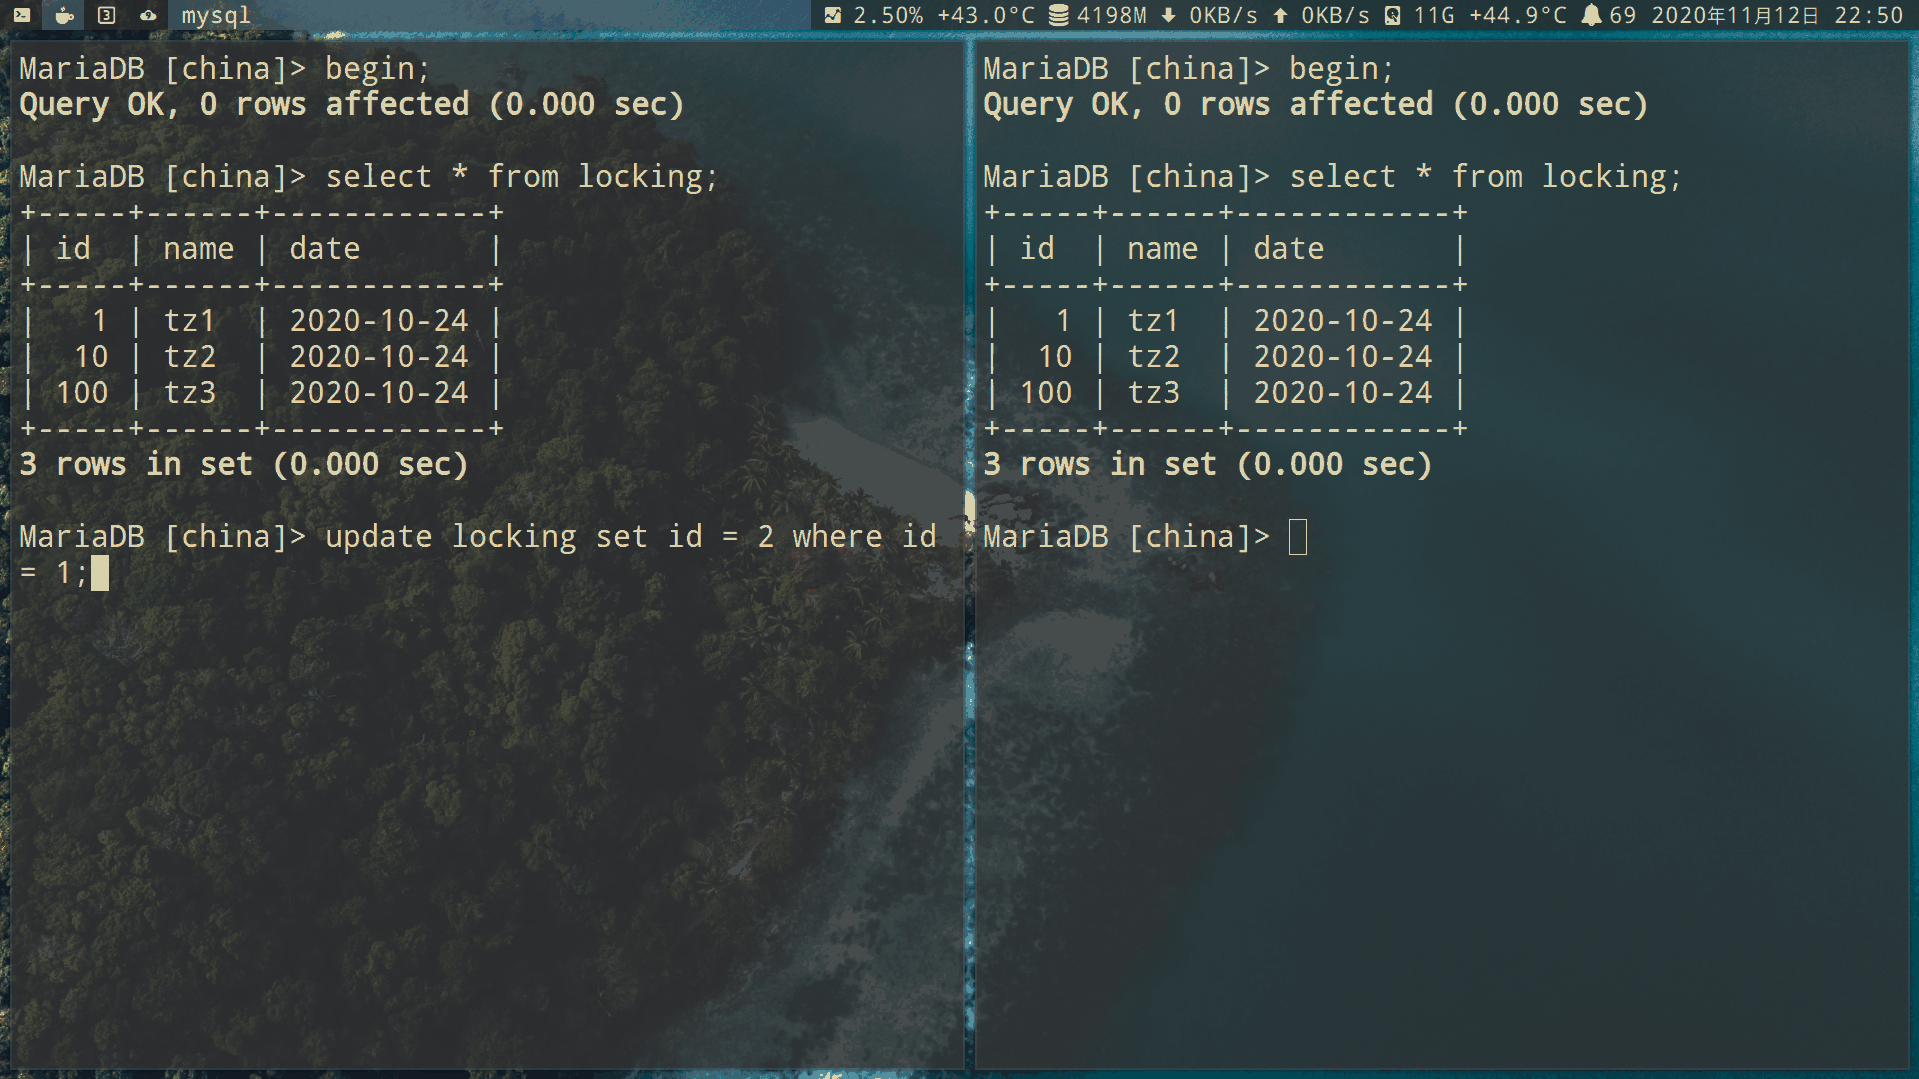 3 mysql 2.50% +43.0°C 4198M 0KB/s 0KB/s 11G +44.9°C 69 2020年11月12日 22:50
MariaDB [china]> begin;
Query OK, 0 rows affected (0.000 sec)
MariaDB [china]> select * from locking;
+-----+------+------------+
| id  | name | date       |
+-----+------+------------+
|   1 | tz1  | 2020-10-24 |
|  10 | tz2  | 2020-10-24 |
| 100 | tz3  | 2020-10-24 |
+-----+------+------------+
3 rows in set (0.000 sec)
MariaDB [china]> update locking set id = 2 where id
= 1;
MariaDB [china]> begin;
Query OK, 0 rows affected (0.000 sec)
MariaDB [china]> select * from locking;
+-----+------+------------+
| id  | name | date       |
+-----+------+------------+
|   1 | tz1  | 2020-10-24 |
|  10 | tz2  | 2020-10-24 |
| 100 | tz3  | 2020-10-24 |
+-----+------+------------+
3 rows in set (0.000 sec)
MariaDB [china]>